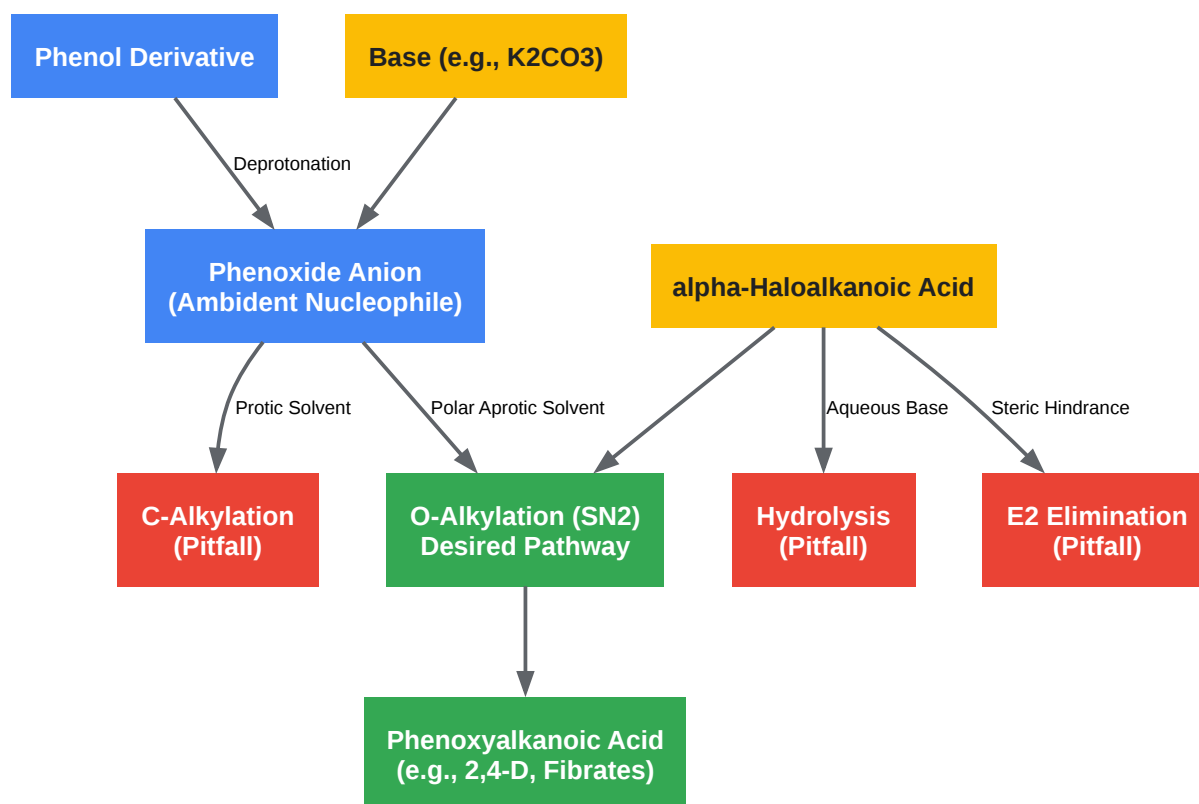 Phenol Derivative
Base (e.g., K2CO3)
Deprotonation
Phenoxide Anion
(Ambident Nucleophile)
alpha-Haloalkanoic Acid
Protic Solvent
Polar Aprotic Solvent
Aqueous Base
Steric Hindrance
C-Alkylation
(Pitfall)
O-Alkylation (SN2)
Desired Pathway
Hydrolysis
(Pitfall)
E2 Elimination
(Pitfall)
Phenoxyalkanoic Acid
(e.g., 2,4-D, Fibrates)